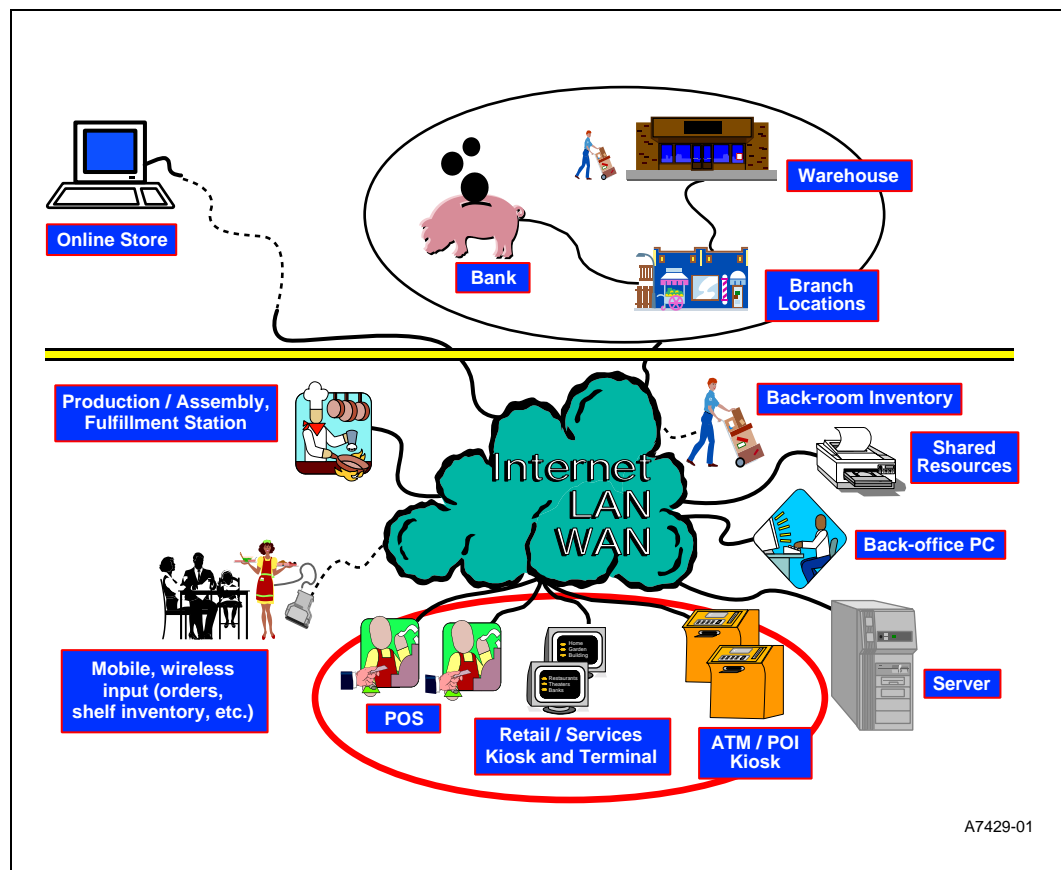 Warehouse
Online Store
Bank
Branch
Locations
Production / Assembly,
Fulfillment Station
Back-room Inventory
Shared
Resources
Internet
LAN
WAN
Back-office PC
Mobile, wireless
input (orders,
shelf inventory, etc.)
Home
Garden
Building
Restaurants
Theaters
Banks
POS
Retail / Services
Kiosk and Terminal
ATM / POI
Kiosk
Server
A7429-01